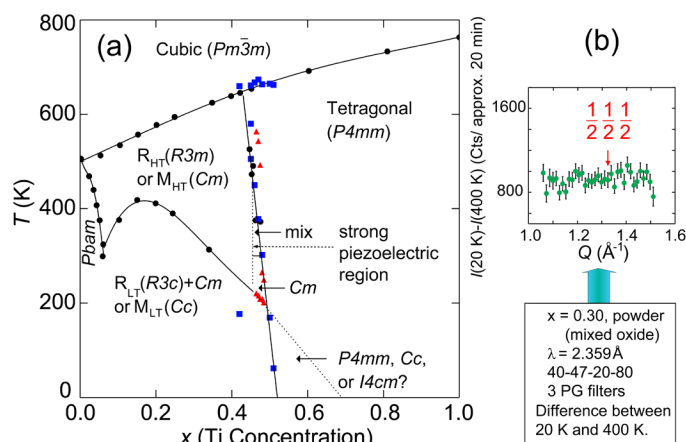 (a)
Cubic (Pm3̄m)
Tetragonal
(P4mm)
R_HT(R3m)
or M_HT(Cm)
Pbam
mix
strong
piezoelectric
region
Cm
R_LT(R3c)+Cm
or M_LT(Cc)
P4mm, Cc,
or I4cm?
800
600
400
200
0
T (K)
0.0
0.2
0.4
0.6
0.8
1.0
x (Ti Concentration)
(b)
I(20 K)-I(400 K) (Cts/ approx. 20 min)
1600
800
1/2 1/2 1/2
1.0
1.2
1.4
1.6
Q (Å-1)
x = 0.30, powder
(mixed oxide)
λ = 2.359Å
40-47-20-80
3 PG filters
Difference between
20 K and 400 K.